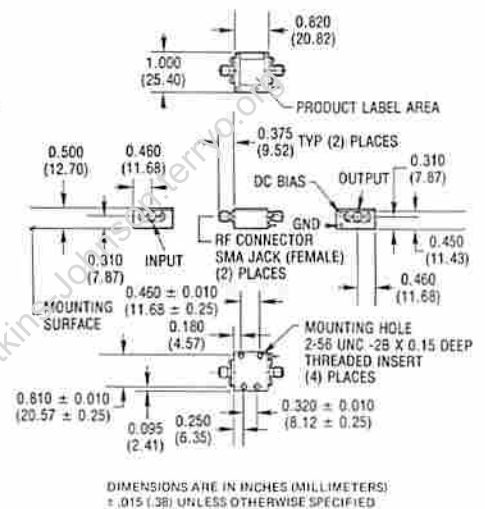 0.820
(20.82)
1.000
(25.40)
PRODUCT LABEL AREA
0.375
(9.52)
TYP (2) PLACES
0.500
(12.70)
0.460
(11.68)
DC BIAS
OUTPUT
0.310
(7.87)
GND
0.310
(7.87)
INPUT
RF CONNECTOR
SMA JACK (FEMALE)
(2) PLACES
0.450
(11.43)
0.460
(11.68)
MOUNTING
SURFACE
0.460 ± 0.010
(11.68 ± 0.25)
0.180
(4.57)
MOUNTING HOLE
2-56 UNC -2B X 0.15 DEEP
THREADED INSERT
(4) PLACES
0.810 ± 0.010
(20.57 ± 0.25)
0.095
(2.41)
0.250
(6.35)
0.320 ± 0.010
(8.12 ± 0.25)
DIMENSIONS ARE IN INCHES (MILLIMETERS)
± .015 (.38) UNLESS OTHERWISE SPECIFIED